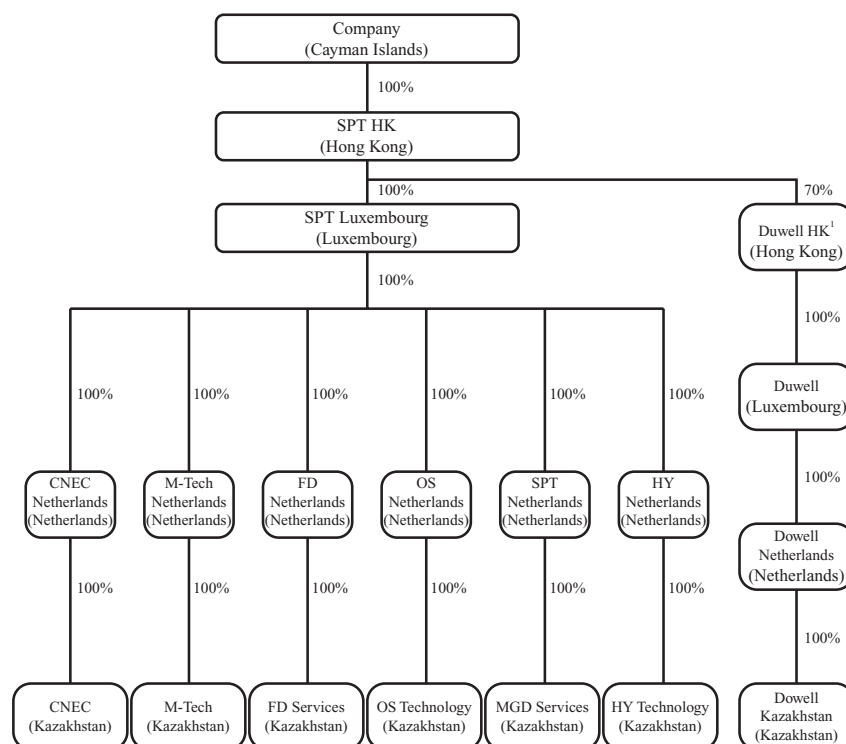 Company
(Cayman Islands)
100%
SPT HK
(Hong Kong)
100%
70%
SPT Luxembourg
(Luxembourg)
Duwell HK¹
(Hong Kong)
100%
100%
100%
100%
100%
100%
100%
100%
Duwell
(Luxembourg)
100%
CNEC
Netherlands
(Netherlands)
M-Tech
Netherlands
(Netherlands)
FD
Netherlands
(Netherlands)
OS
Netherlands
(Netherlands)
SPT
Netherlands
(Netherlands)
HY
Netherlands
(Netherlands)
Dowell
Netherlands
(Netherlands)
100%
100%
100%
100%
100%
100%
100%
CNEC
(Kazakhstan)
M-Tech
(Kazakhstan)
FD Services
(Kazakhstan)
OS Technology
(Kazakhstan)
MGD Services
(Kazakhstan)
HY Technology
(Kazakhstan)
Dowell
Kazakhstan
(Kazakhstan)